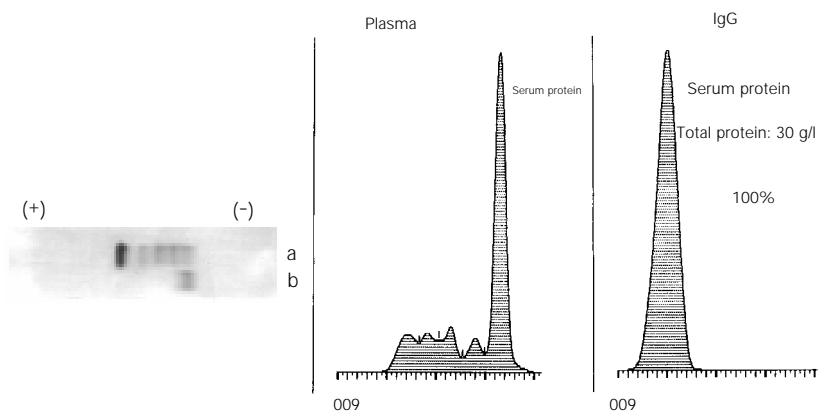 (+)
(−)
a
b
Plasma
Serum protein
009
IgG
Serum protein
Total protein: 30 g/l
100%
009